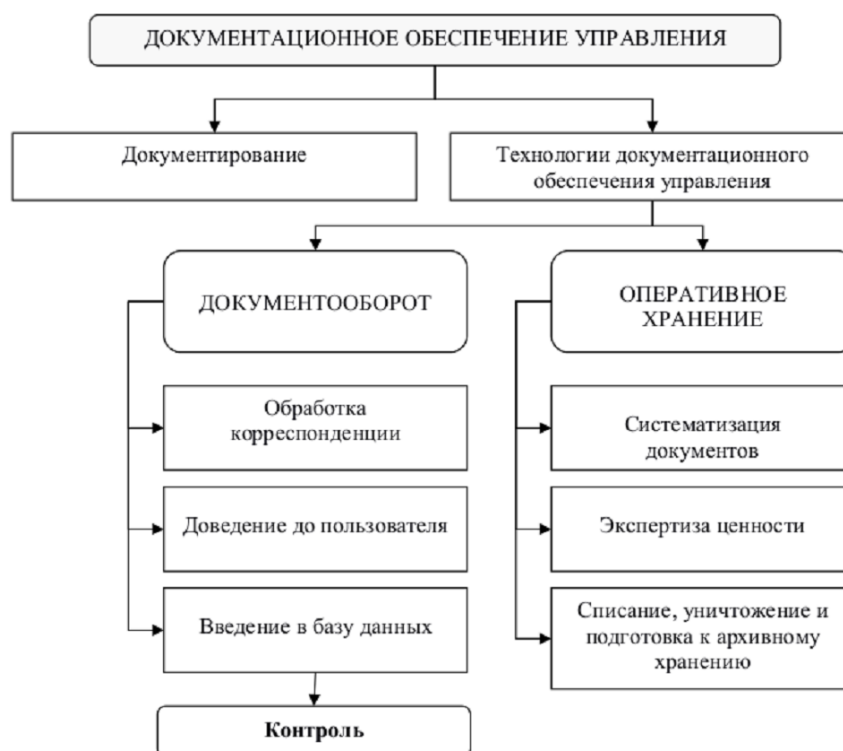 ДОКУМЕНТАЦИОННОЕ ОБЕСПЕЧЕНИЕ УПРАВЛЕНИЯ
Документирование
Технологии документационного
обеспечения управления
ДОКУМЕНТООБОРОТ
ОПЕРАТИВНОЕ
ХРАНЕНИЕ
Обработка
корреспонденции
Систематизация
документов
Доведение до пользователя
Экспертиза ценности
Введение в базу данных
Списание, уничтожение и
подготовка к архивному
хранению
Контроль